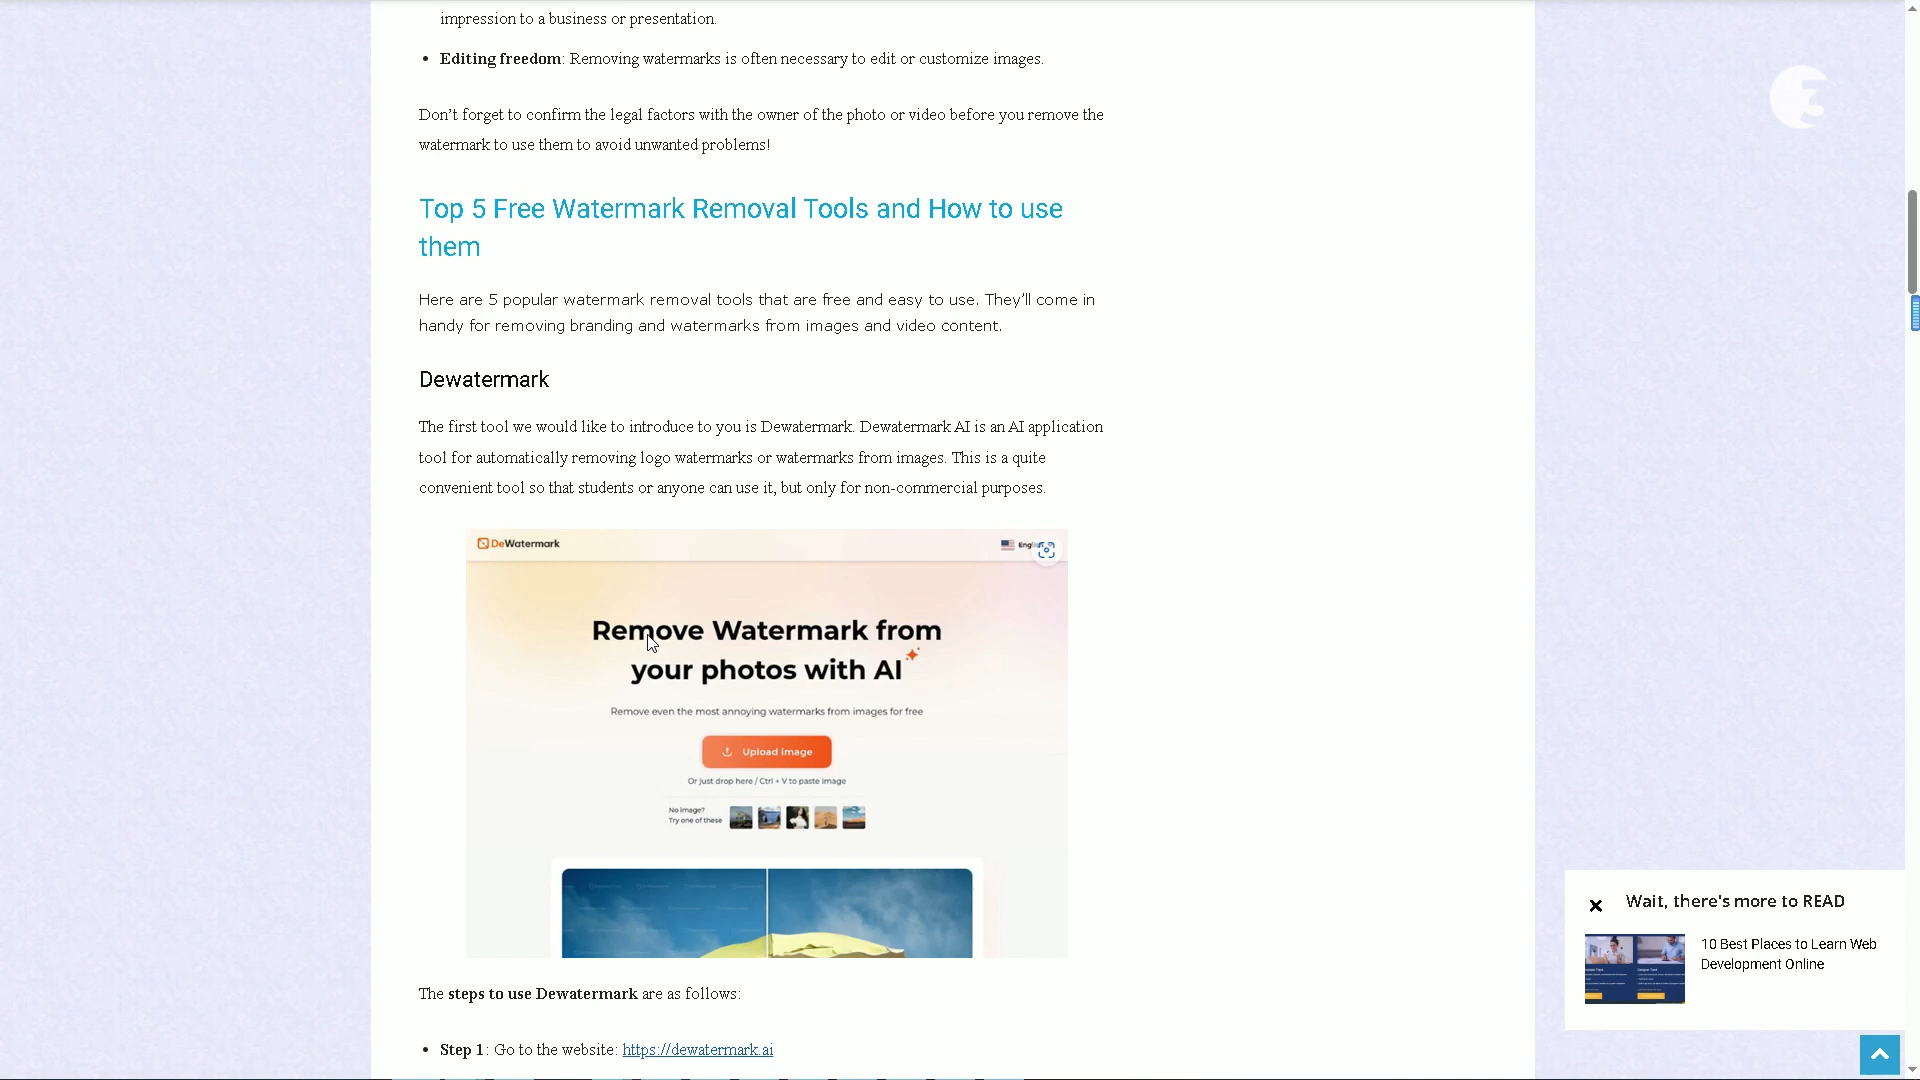 impression to a business or presentation.
Editing freedom: Removing watermarks is often necessary to edit or customize images.
Don’t forget to confirm the legal factors with the owner of the photo or video before you remove the
watermark to use them to avoid unwanted problems!
Top 5 Free Watermark Removal Tools and How to use
them
Here are 5 popular watermark removal tools that are free and easy to use. They’ll come in
handy for removing branding and watermarks from images and video content.
Dewatermark
The first tool we would like to introduce to you is Dewatermark. Dewatermark AI is an AI application
tool for automatically removing logo watermarks or watermarks from images. This is a quite
convenient tool so that students or anyone can use it, but only for non-commercial purposes.
DeWatermark
Remove Watermark from
your photos with AI
Remove even the most annoying watermarks from images for free
Upload image
Or just drop here / Ctrl + V to paste image
No image?
Try one of these
The steps to use Dewatermark are as follows:
Step 1: Go to the website: https://dewatermark.ai
Wait, there's more to READ
10 Best Places to Learn Web
Development Online